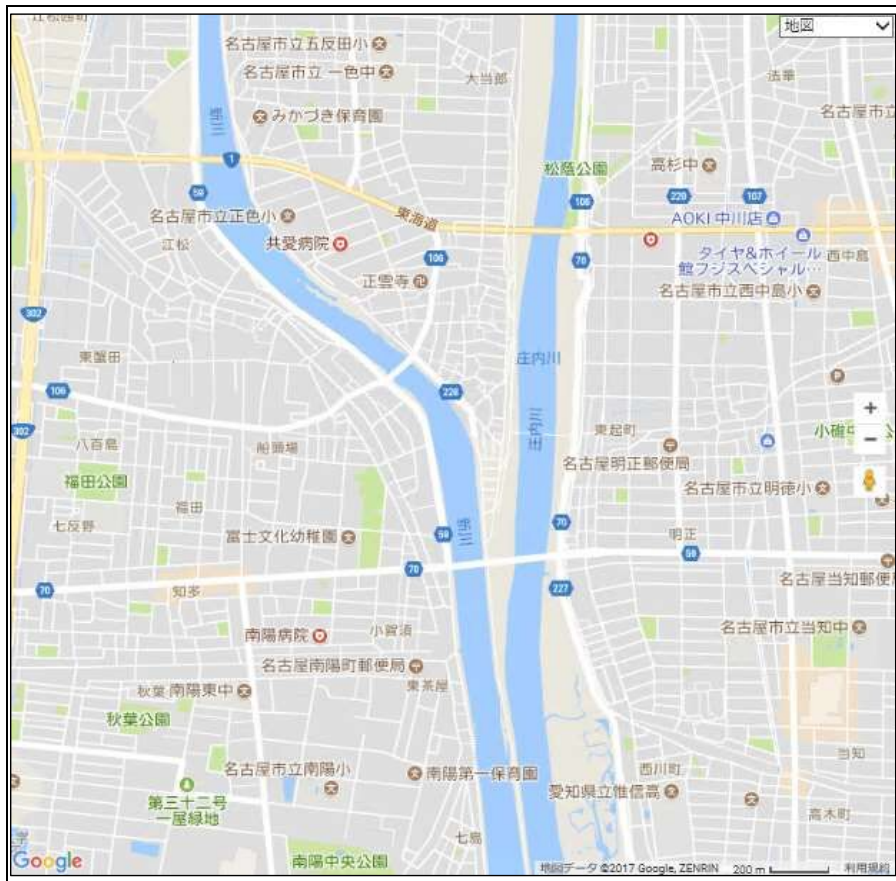 地図
名古屋市立五反田小
名古屋市立 一色中
大当郎
法華
みかづき保育園
新川
名古屋市立
1
松蔭公園
高杉中
59
220
107
108
名古屋市立正色小
東海道
AOKI 中川店
江松
共愛病院
106
70
タイヤ&ホイール
館フジスペシャル…
西中島
正雲寺
名古屋市立西中島小
302
東蟹田
庄内川
106
228
庄内川
+
−
302
八百島
船頭場
東起町
名古屋明正郵便局
福田公園
名古屋市立明徳小
福田
七反野
富士文化幼稚園
59
新川
70
明正
59
70
70
227
名古屋当知郵便局
知多
南陽病院
小賀須
名古屋市立当知中
名古屋南陽町郵便局
東茶屋
秋葉
南陽東中
秋葉公園
当知
名古屋市立南陽小
南陽第一保育園
西川町
愛知県立惟信高
第三十二号
一屋緑地
高木町
七島
南陽中央公園
Google
地図データ ©2017 Google, ZENRIN
200 m
利用規約